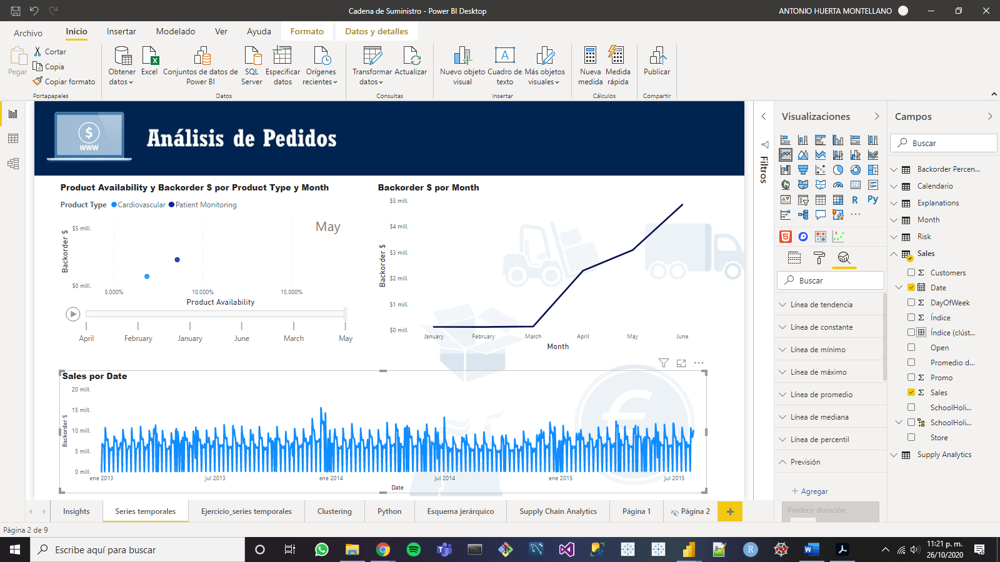 Cadena de Suministro - Power BI Desktop
ANTONIO HUERTA MONTELLANO
Archivo
Inicio
Insertar
Modelado
Ver
Ayuda
Formato
Datos y detalles
Pegar
Cortar
Copia
Copiar formato
Portapapeles
Obtener datos
Excel
Conjuntos de datos de Power BI
SQL Server
Especificar datos
Orígenes recientes
Datos
Transformar datos
Actualizar
Consultas
Nuevo objeto visual
Cuadro de texto
Más objetos visuales
Insertar
Nueva medida
Medida rápida
Cálculos
Publicar
Compartir
$
WWW
Análisis de Pedidos
Product Availability y Backorder $ por Product Type y Month
Product Type Cardiovascular Patient Monitoring
May
Backorder $
$5 mill.
$0 mill.
5,000% 10,000% 15,000%
Product Availability
April February January June March May
Backorder $ por Month
Backorder $
$5 mill.
$4 mill.
$3 mill.
$2 mill.
$1 mill.
$0 mill.
January February March April May June
Month
Sales por Date
Backorder $
20 mill.
15 mill.
10 mill.
5 mill.
0 mill.
ene 2013 jul 2013 ene 2014 jul 2014 ene 2015 jul 2015
Date
€
Filtros
Visualizaciones
R
Py
Buscar
Línea de tendencia
Línea de constante
Línea de mínimo
Línea de máximo
Línea de promedio
Línea de mediana
Línea de percentil
Previsión
+ Agregar
Predecir duración
Campos
Buscar
Backorder Percen...
Calendario
Explanations
Month
Risk
Sales
Customers
Date
DayOfWeek
Índice
Índice (clúst...
Open
Promedio d...
Promo
Sales
SchoolHoli...
SchoolHoli...
Store
Supply Analytics
Insights
Series temporales
Ejercicio_series temporales
Clustering
Python
Esquema jerárquico
Supply Chain Analytics
Página 1
Página 2
+
Página 2 de 9
Escribe aquí para buscar
11:21 p. m.
26/10/2020